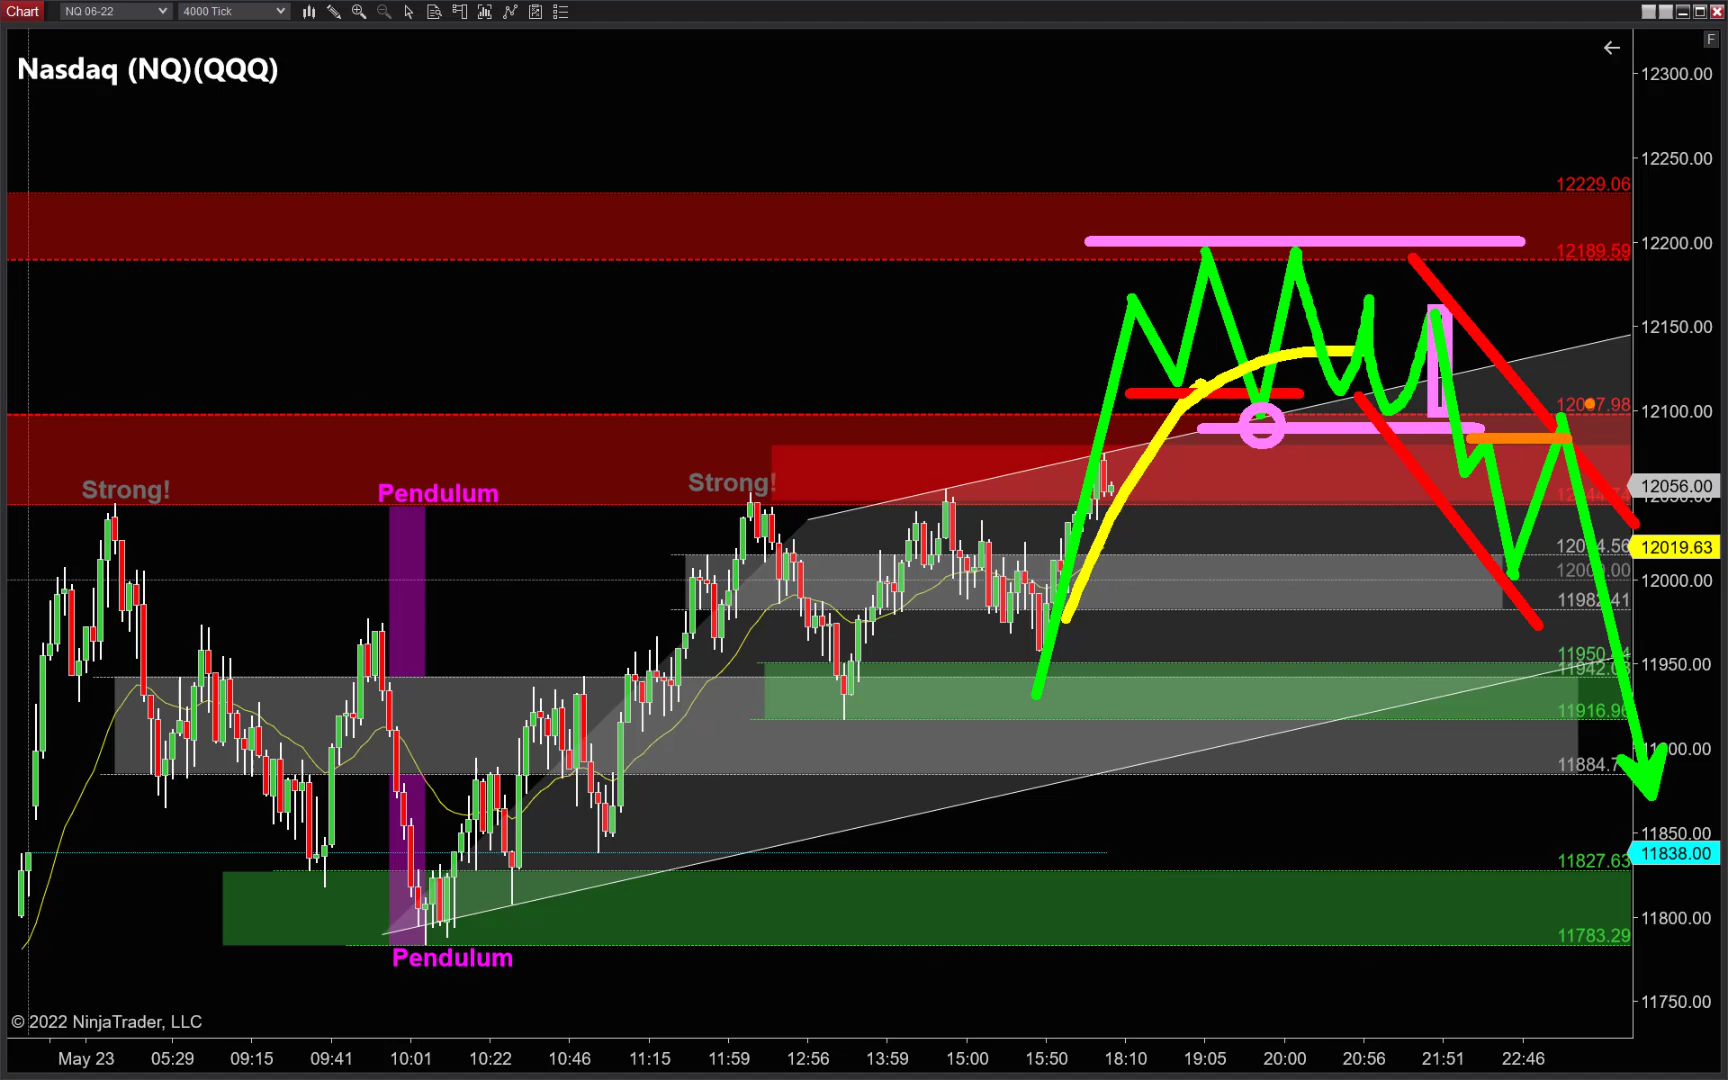 Chart NQ 06-22 4000 Tick
F
Nasdaq (NQ)(QQQ)
12300.00
12250.00
12229.06
12200.00
12189.59
12150.00
12100.00
Strong!
Strong!
Pendulum
12056.00
12019.63
12000.00
11982.41
11950.00
11916.96
11850.00
11838.00
11827.63
11800.00
11783.29
Pendulum
11750.00
© 2022 NinjaTrader, LLC
May 23 05:29 09:15 09:41 10:01 10:22 10:46 11:15 11:59 12:56 13:59 15:00 15:50 18:10 19:05 20:00 20:56 21:51 22:46